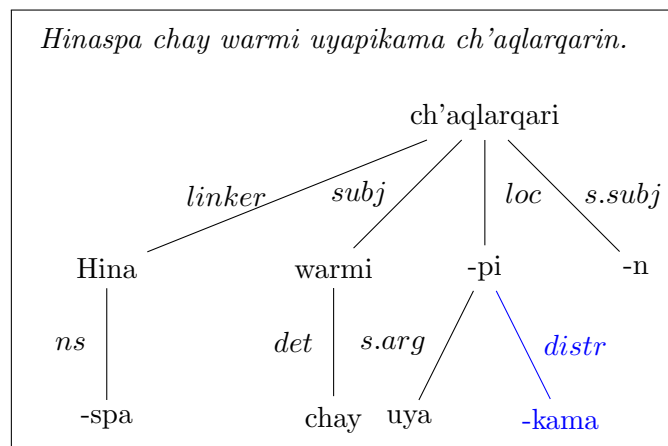 Hinaspa chay warmi uyapikama ch'aqlarqarin.
ch'aqlarqari
linker subj loc s.subj
Hina warmi -pi -n
ns det s.arg distr
-spa chay uya -kama